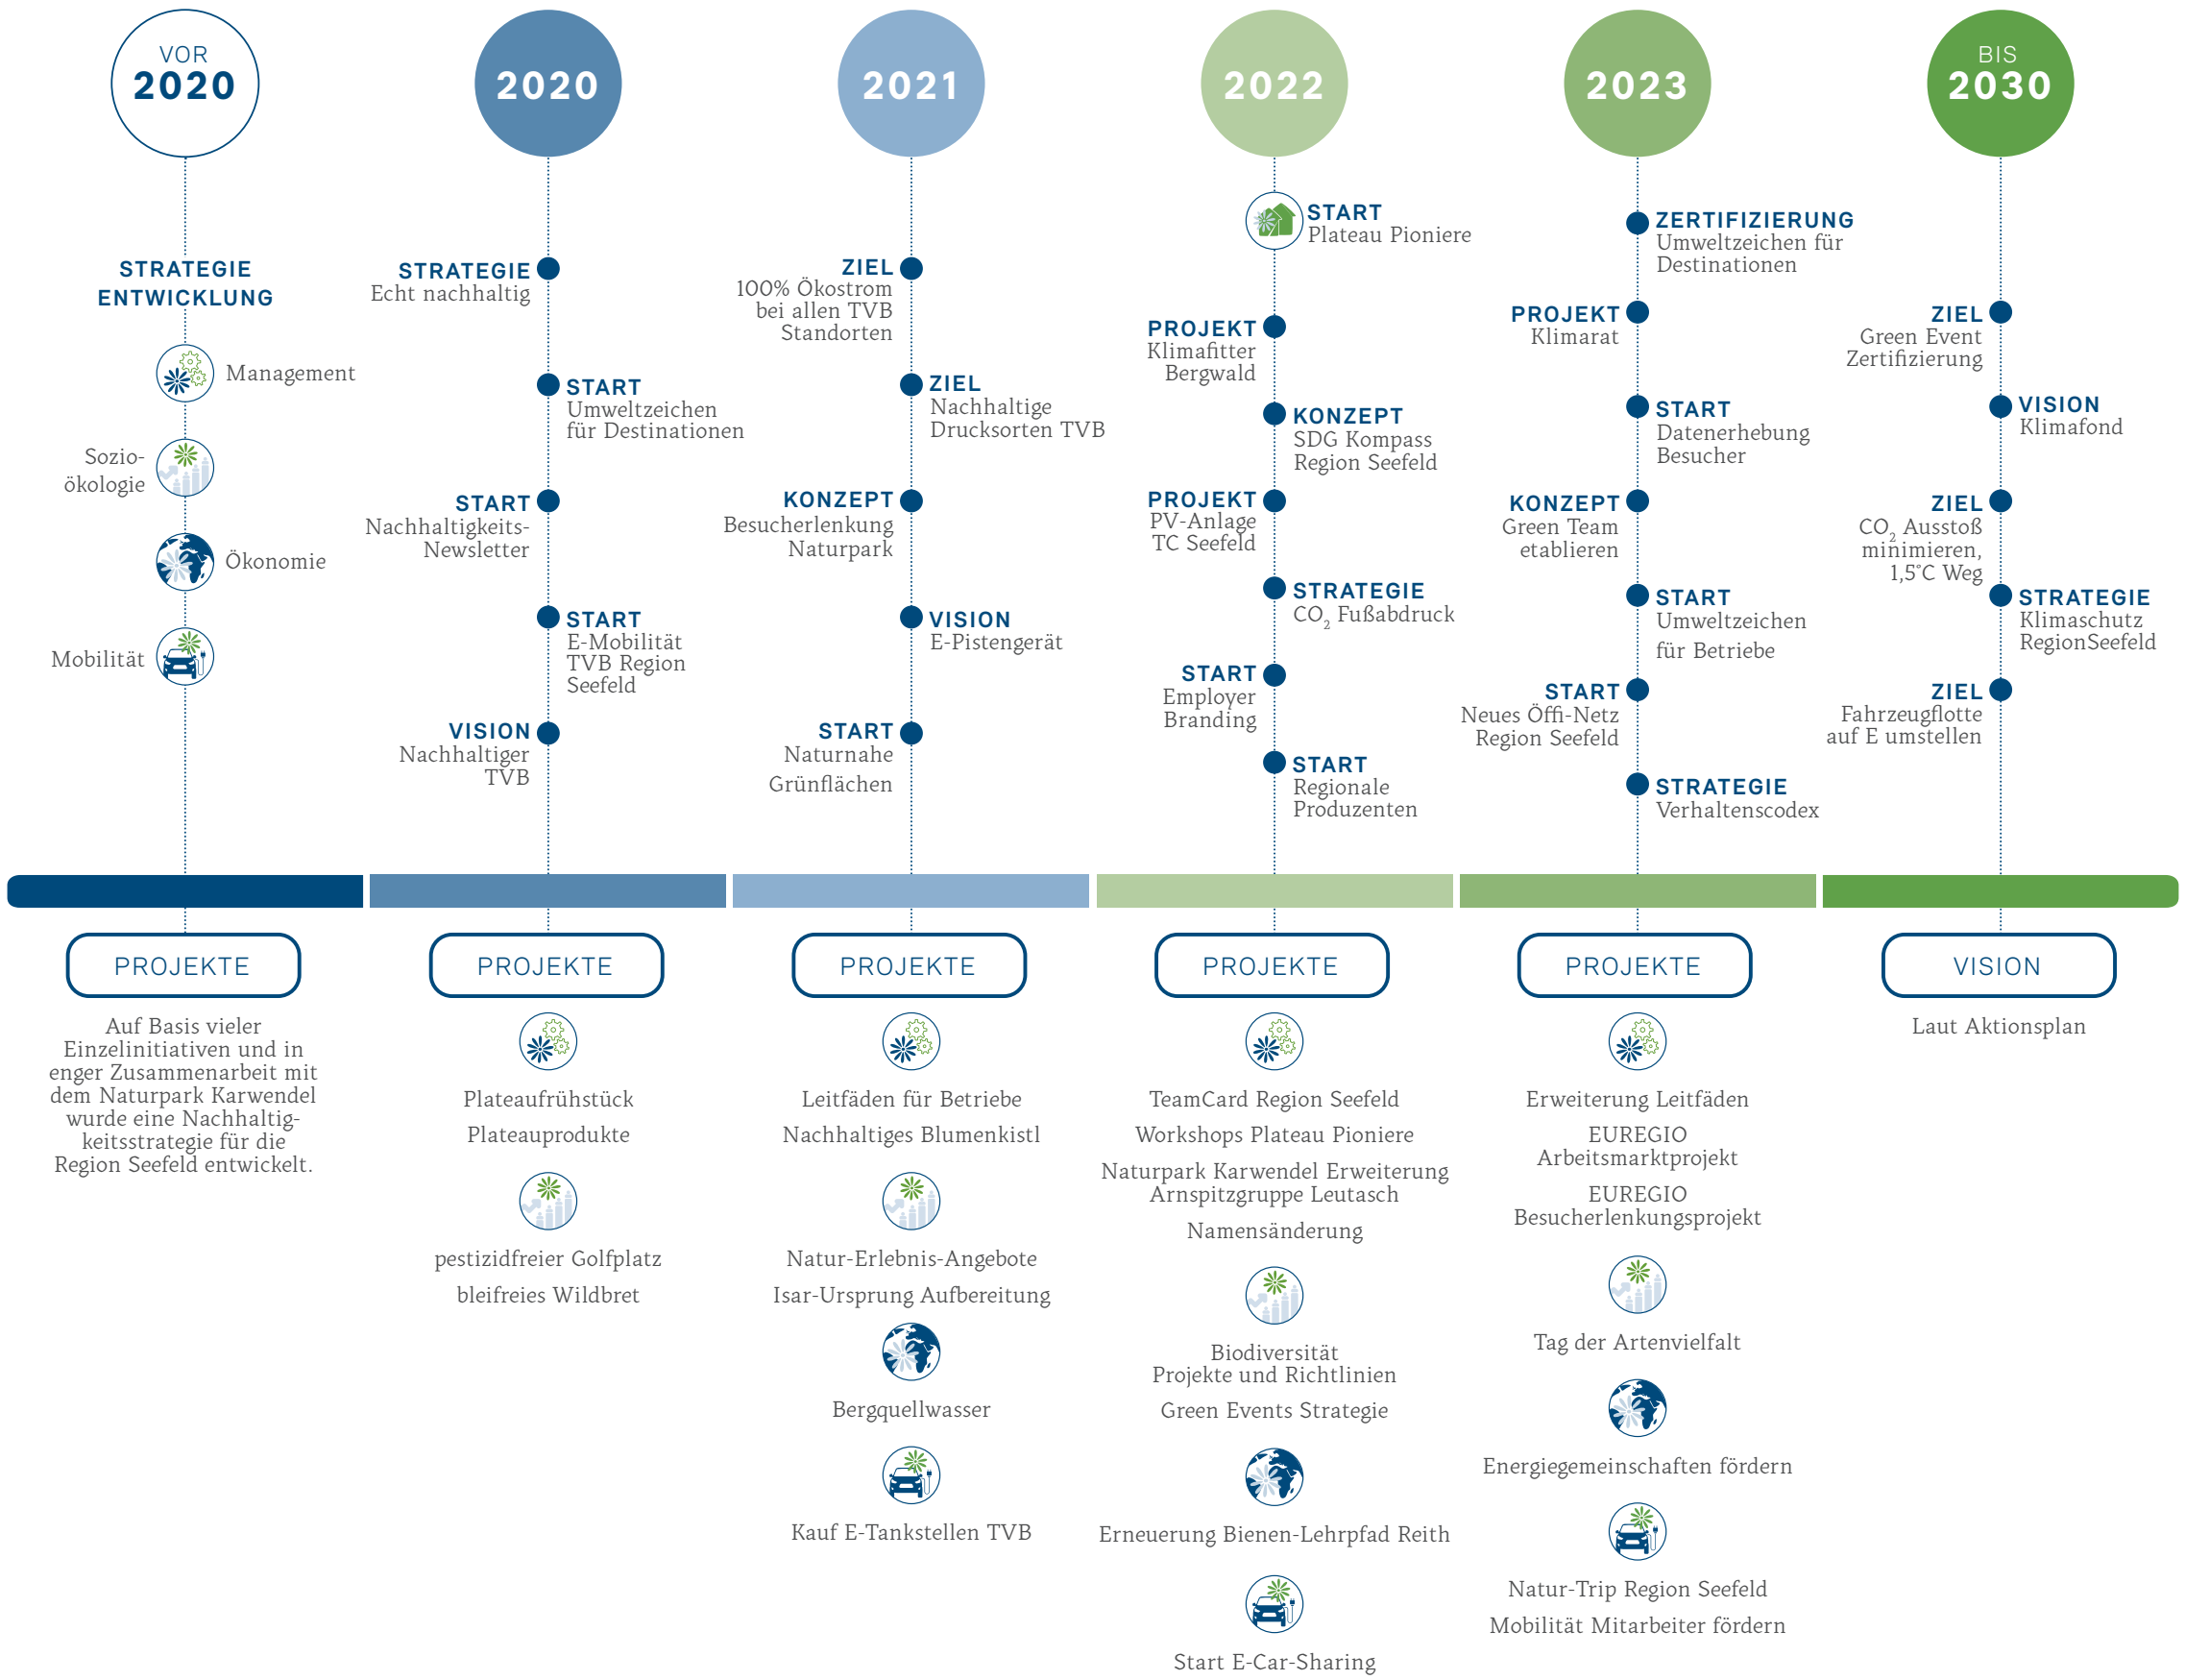 VOR
2020
STRATEGIE
ENTWICKLUNG
Management
Sozio-
ökologie
Ökonomie
Mobilität
PROJEKTE
Auf Basis vieler
Einzelinitiativen und in
enger Zusammenarbeit mit
dem Naturpark Karwendel
wurde eine Nachhaltig-
keitsstrategie für die
Region Seefeld entwickelt.
2020
STRATEGIE
Echt nachhaltig
START
Umweltzeichen
für Destinationen
START
Nachhaltigkeits-
Newsletter
START
E-Mobilität
TVB Region
Seefeld
VISION
Nachhaltiger
TVB
PROJEKTE
Plateaufrühstück
Plateauprodukte
pestizidfreier Golfplatz
bleifreies Wildbret
2021
ZIEL
100% Ökostrom
bei allen TVB
Standorten
ZIEL
Nachhaltige
Drucksorten TVB
KONZEPT
Besucherlenkung
Naturpark
VISION
E-Pistengerät
START
Naturnahe
Grünflächen
PROJEKTE
Leitfäden für Betriebe
Nachhaltiges Blumenkistl
Natur-Erlebnis-Angebote
Isar-Ursprung Aufbereitung
Bergquellwasser
Kauf E-Tankstellen TVB
2022
START
Plateau Pioniere
PROJEKT
Klimafitter
Bergwald
KONZEPT
SDG Kompass
Region Seefeld
PROJEKT
PV-Anlage
TC Seefeld
STRATEGIE
CO₂ Fußabdruck
START
Employer
Branding
START
Regionale
Produzenten
PROJEKTE
TeamCard Region Seefeld
Workshops Plateau Pioniere
Naturpark Karwendel Erweiterung
Arnspitzgruppe Leutasch
Namensänderung
Biodiversität
Projekte und Richtlinien
Green Events Strategie
Erneuerung Bienen-Lehrpfad Reith
Start E-Car-Sharing
2023
ZERTIFIZIERUNG
Umweltzeichen für
Destinationen
PROJEKT
Klimarat
START
Datenerhebung
Besucher
KONZEPT
Green Team
etablieren
START
Umweltzeichen
für Betriebe
START
Neues Öffi-Netz
Region Seefeld
STRATEGIE
Verhaltenscodex
PROJEKTE
Erweiterung Leitfäden
EUREGIO
Arbeitsmarktprojekt
EUREGIO
Besucherlenkungsprojekt
Tag der Artenvielfalt
Energiegemeinschaften fördern
Natur-Trip Region Seefeld
Mobilität Mitarbeiter fördern
BIS
2030
ZIEL
Green Event
Zertifizierung
VISION
Klimafond
ZIEL
CO₂ Ausstoß
minimieren,
1,5°C Weg
STRATEGIE
Klimaschutz
RegionSeefeld
ZIEL
Fahrzeugflotte
auf E umstellen
VISION
Laut Aktionsplan